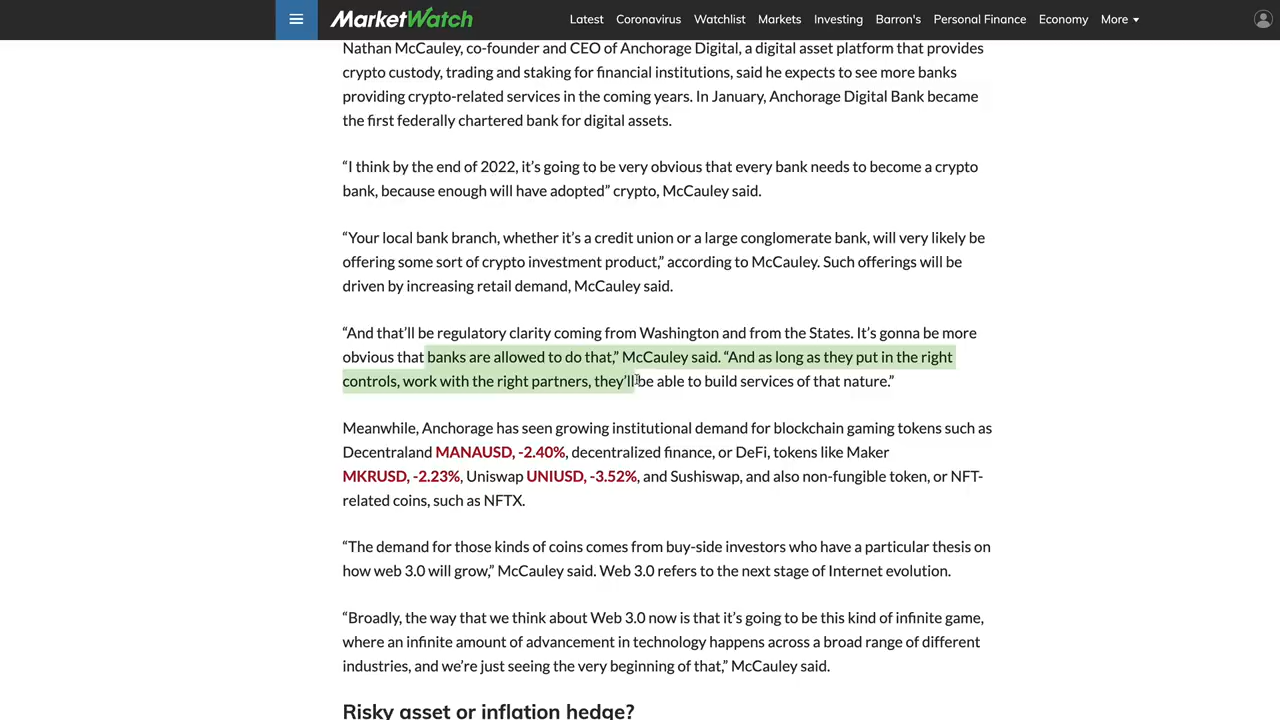 MarketWatch Latest Coronavirus Watchlist Markets Investing Barron's Personal Finance Economy More
Nathan McCauley, co-founder and CEO of Anchorage Digital, a digital asset platform that provides
crypto custody, trading and staking for financial institutions, said he expects to see more banks
providing crypto-related services in the coming years. In January, Anchorage Digital Bank became
the first federally chartered bank for digital assets.
“I think by the end of 2022, it’s going to be very obvious that every bank needs to become a crypto
bank, because enough will have adopted” crypto, McCauley said.
“Your local bank branch, whether it’s a credit union or a large conglomerate bank, will very likely be
offering some sort of crypto investment product,” according to McCauley. Such offerings will be
driven by increasing retail demand, McCauley said.
“And that’ll be regulatory clarity coming from Washington and from the States. It’s gonna be more
obvious that banks are allowed to do that,” McCauley said. “And as long as they put in the right
controls, work with the right partners, they’ll be able to build services of that nature.”
Meanwhile, Anchorage has seen growing institutional demand for blockchain gaming tokens such as
Decentraland MANAUSD, -2.40%, decentralized finance, or DeFi, tokens like Maker
MKRUSD, -2.23%, Uniswap UNIUSD, -3.52%, and Sushiswap, and also non-fungible token, or NFT-
related coins, such as NFTX.
“The demand for those kinds of coins comes from buy-side investors who have a particular thesis on
how web 3.0 will grow,” McCauley said. Web 3.0 refers to the next stage of Internet evolution.
“Broadly, the way that we think about Web 3.0 now is that it’s going to be this kind of infinite game,
where an infinite amount of advancement in technology happens across a broad range of different
industries, and we’re just seeing the very beginning of that,” McCauley said.
Risky asset or inflation hedge?